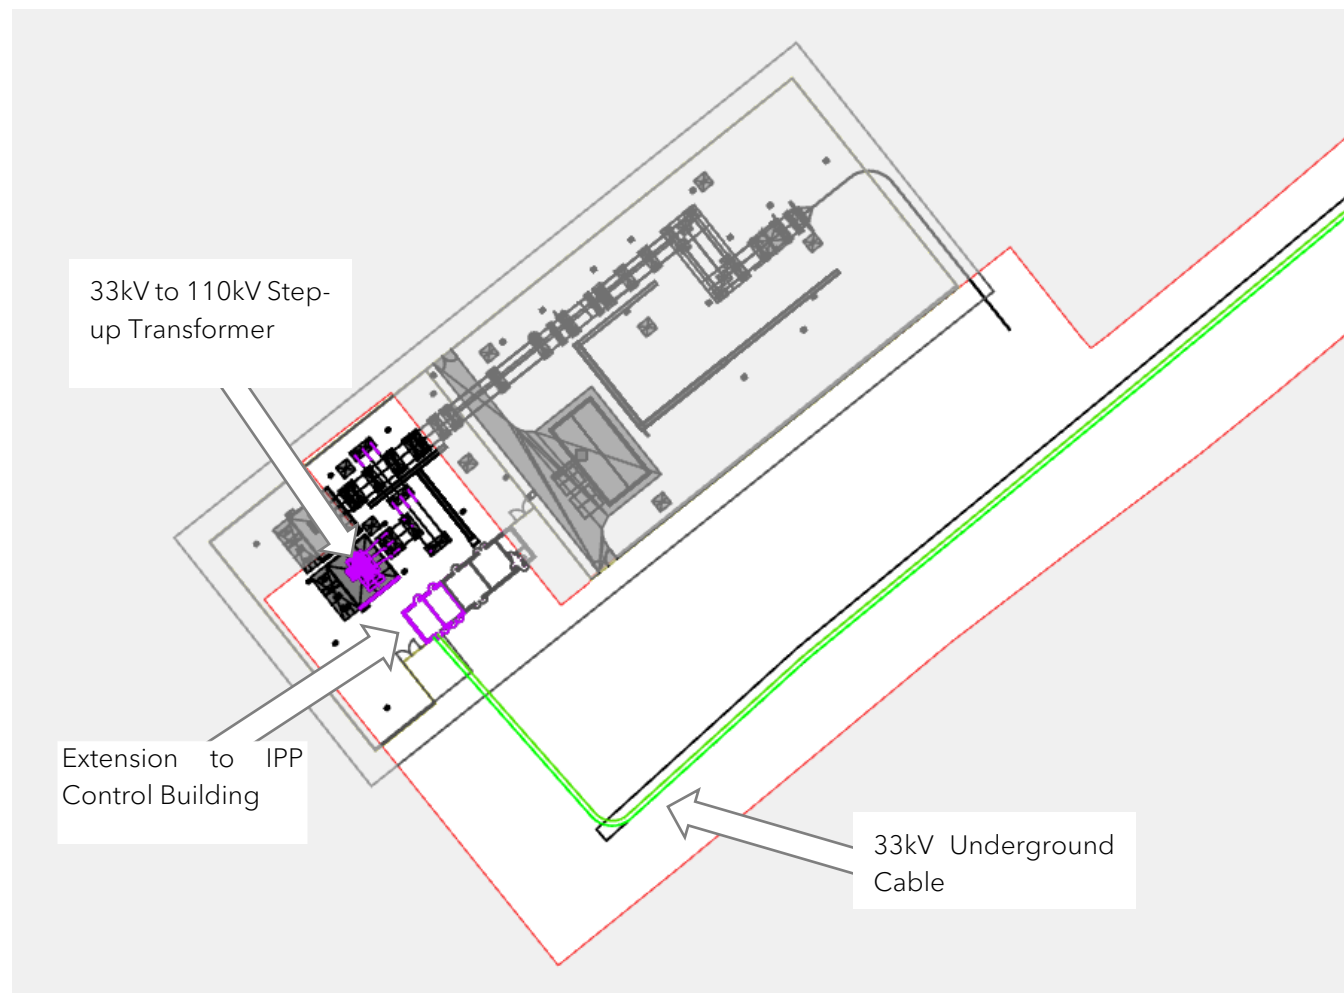 33kV to 110kV Step-
up Transformer
Extension to IPP
Control Building
33kV Underground
Cable